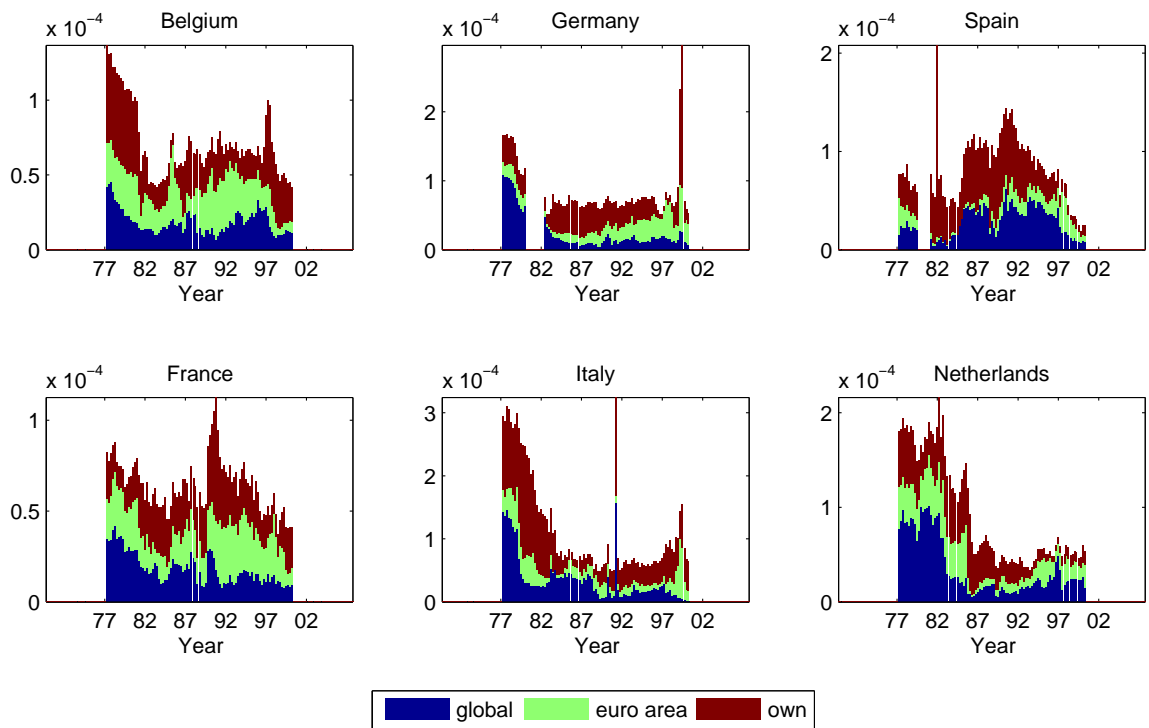 Belgium
x 10−4
1
0.5
0
77 82 87 92 97 02
Year
Germany
x 10−4
2
1
0
77 82 87 92 97 02
Year
Spain
x 10−4
2
1
0
77 82 87 92 97 02
Year
France
x 10−4
1
0.5
0
77 82 87 92 97 02
Year
Italy
x 10−4
3
2
1
0
77 82 87 92 97 02
Year
Netherlands
x 10−4
2
1
0
77 82 87 92 97 02
Year
global euro area own